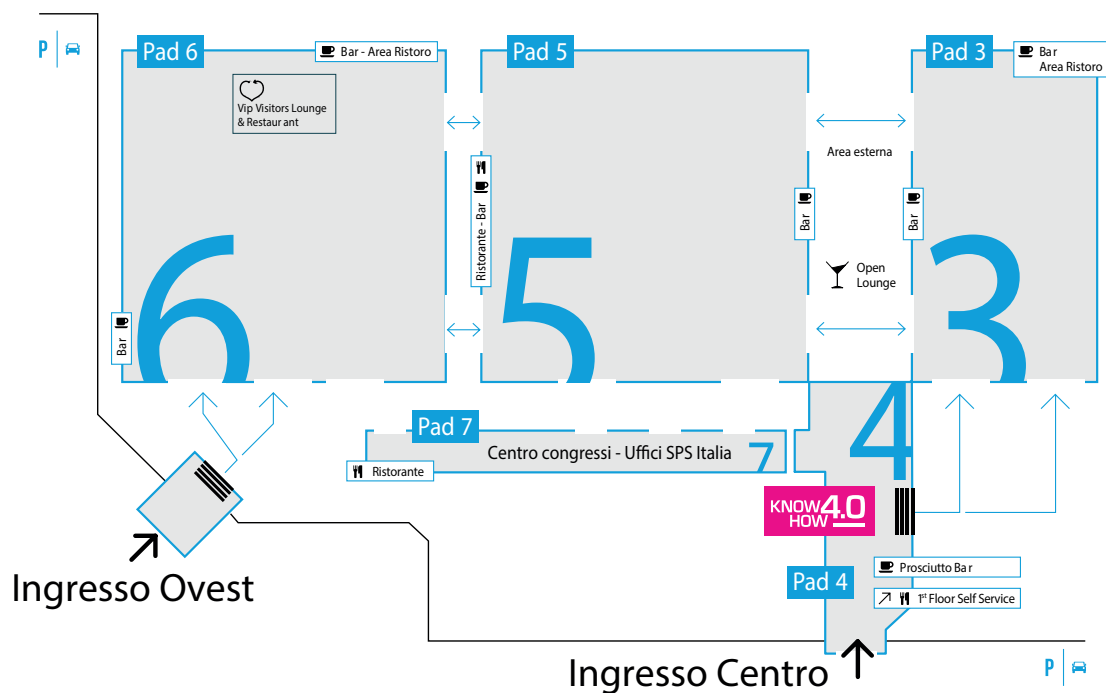 P
Pad 6
Bar - Area Ristoro
Pad 5
Pad 3
Bar
Area Ristoro
Vip Visitors Lounge
& Restaur ant
Area esterna
Ristorante - Bar
Bar
Bar
Open
Lounge
Bar
6
5
3
4
Pad 7
Centro congressi - Uffici SPS Italia
7
Ristorante
KNOW 4.0
HOW
Prosciutto Bar
Pad 4
1st Floor Self Service
Ingresso Ovest
Ingresso Centro
P